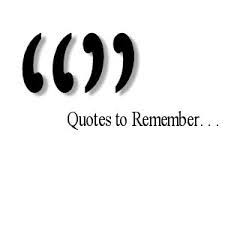 “”
Quotes to Remember. . .